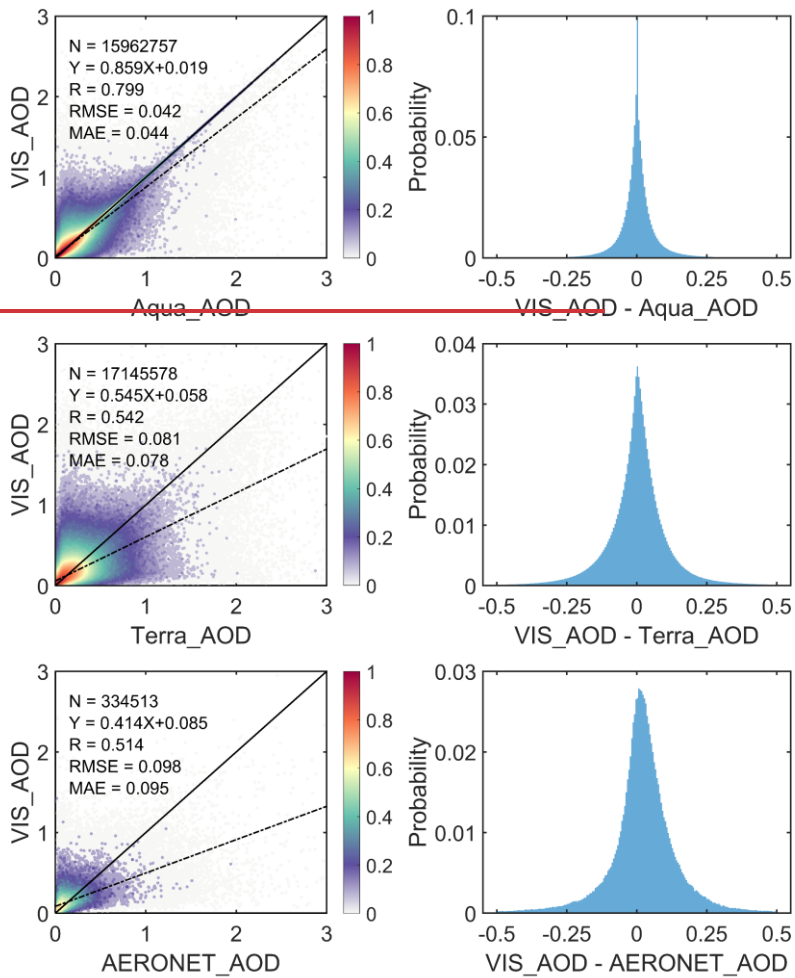 3
2
1
0
VIS_AOD
N = 15962757
Y = 0.859X+0.019
R = 0.799
RMSE = 0.042
MAE = 0.044
0 1 2 3
Aqua_AOD
1
0.8
0.6
0.4
0.2
0
0.1
0.05
0
Probability
-0.5 -0.25 0 0.25 0.5
VIS_AOD - Aqua_AOD
3
2
1
0
VIS_AOD
N = 17145578
Y = 0.545X+0.058
R = 0.542
RMSE = 0.081
MAE = 0.078
0 1 2 3
Terra_AOD
1
0.8
0.6
0.4
0.2
0
0.04
0.03
0.02
0.01
0
Probability
-0.5 -0.25 0 0.25 0.5
VIS_AOD - Terra_AOD
3
2
1
0
VIS_AOD
N = 334513
Y = 0.414X+0.085
R = 0.514
RMSE = 0.098
MAE = 0.095
0 1 2 3
AERONET_AOD
1
0.8
0.6
0.4
0.2
0
0.03
0.02
0.01
0
Probability
-0.5 -0.25 0 0.25 0.5
VIS_AOD - AERONET_AOD